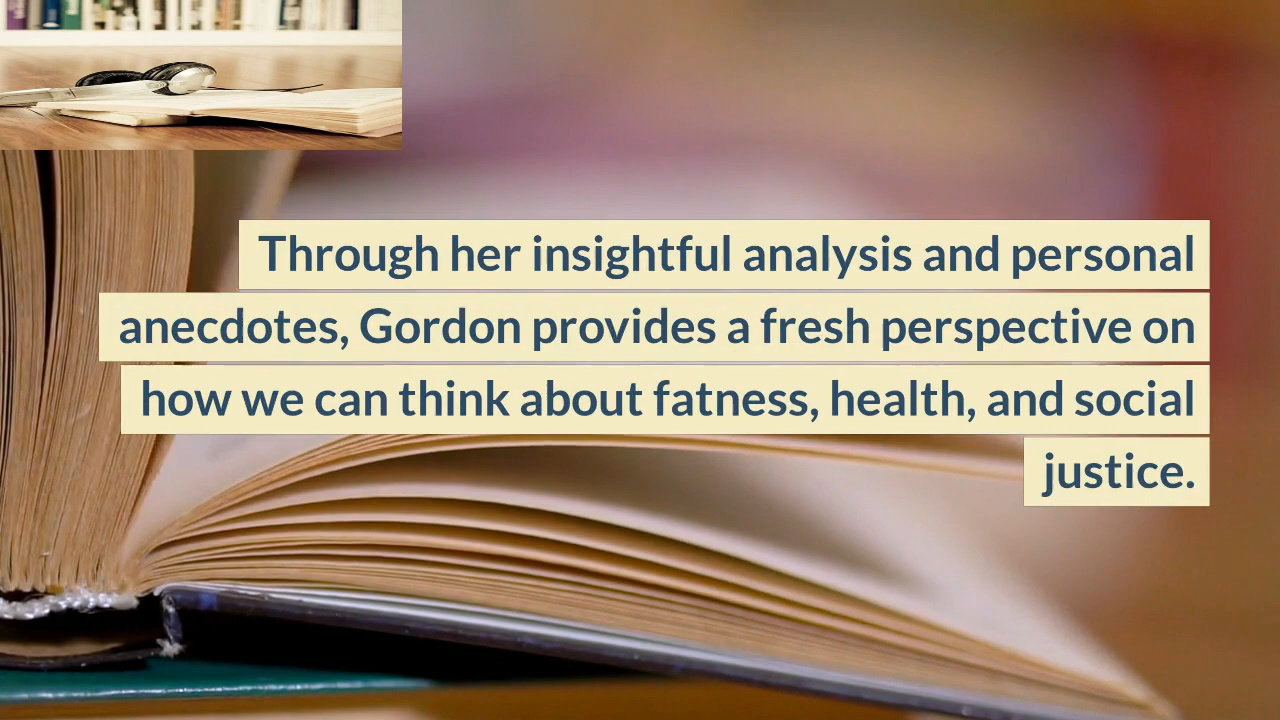 Through her insightful analysis and personal
anecdotes, Gordon provides a fresh perspective on
how we can think about fatness, health, and social
justice.